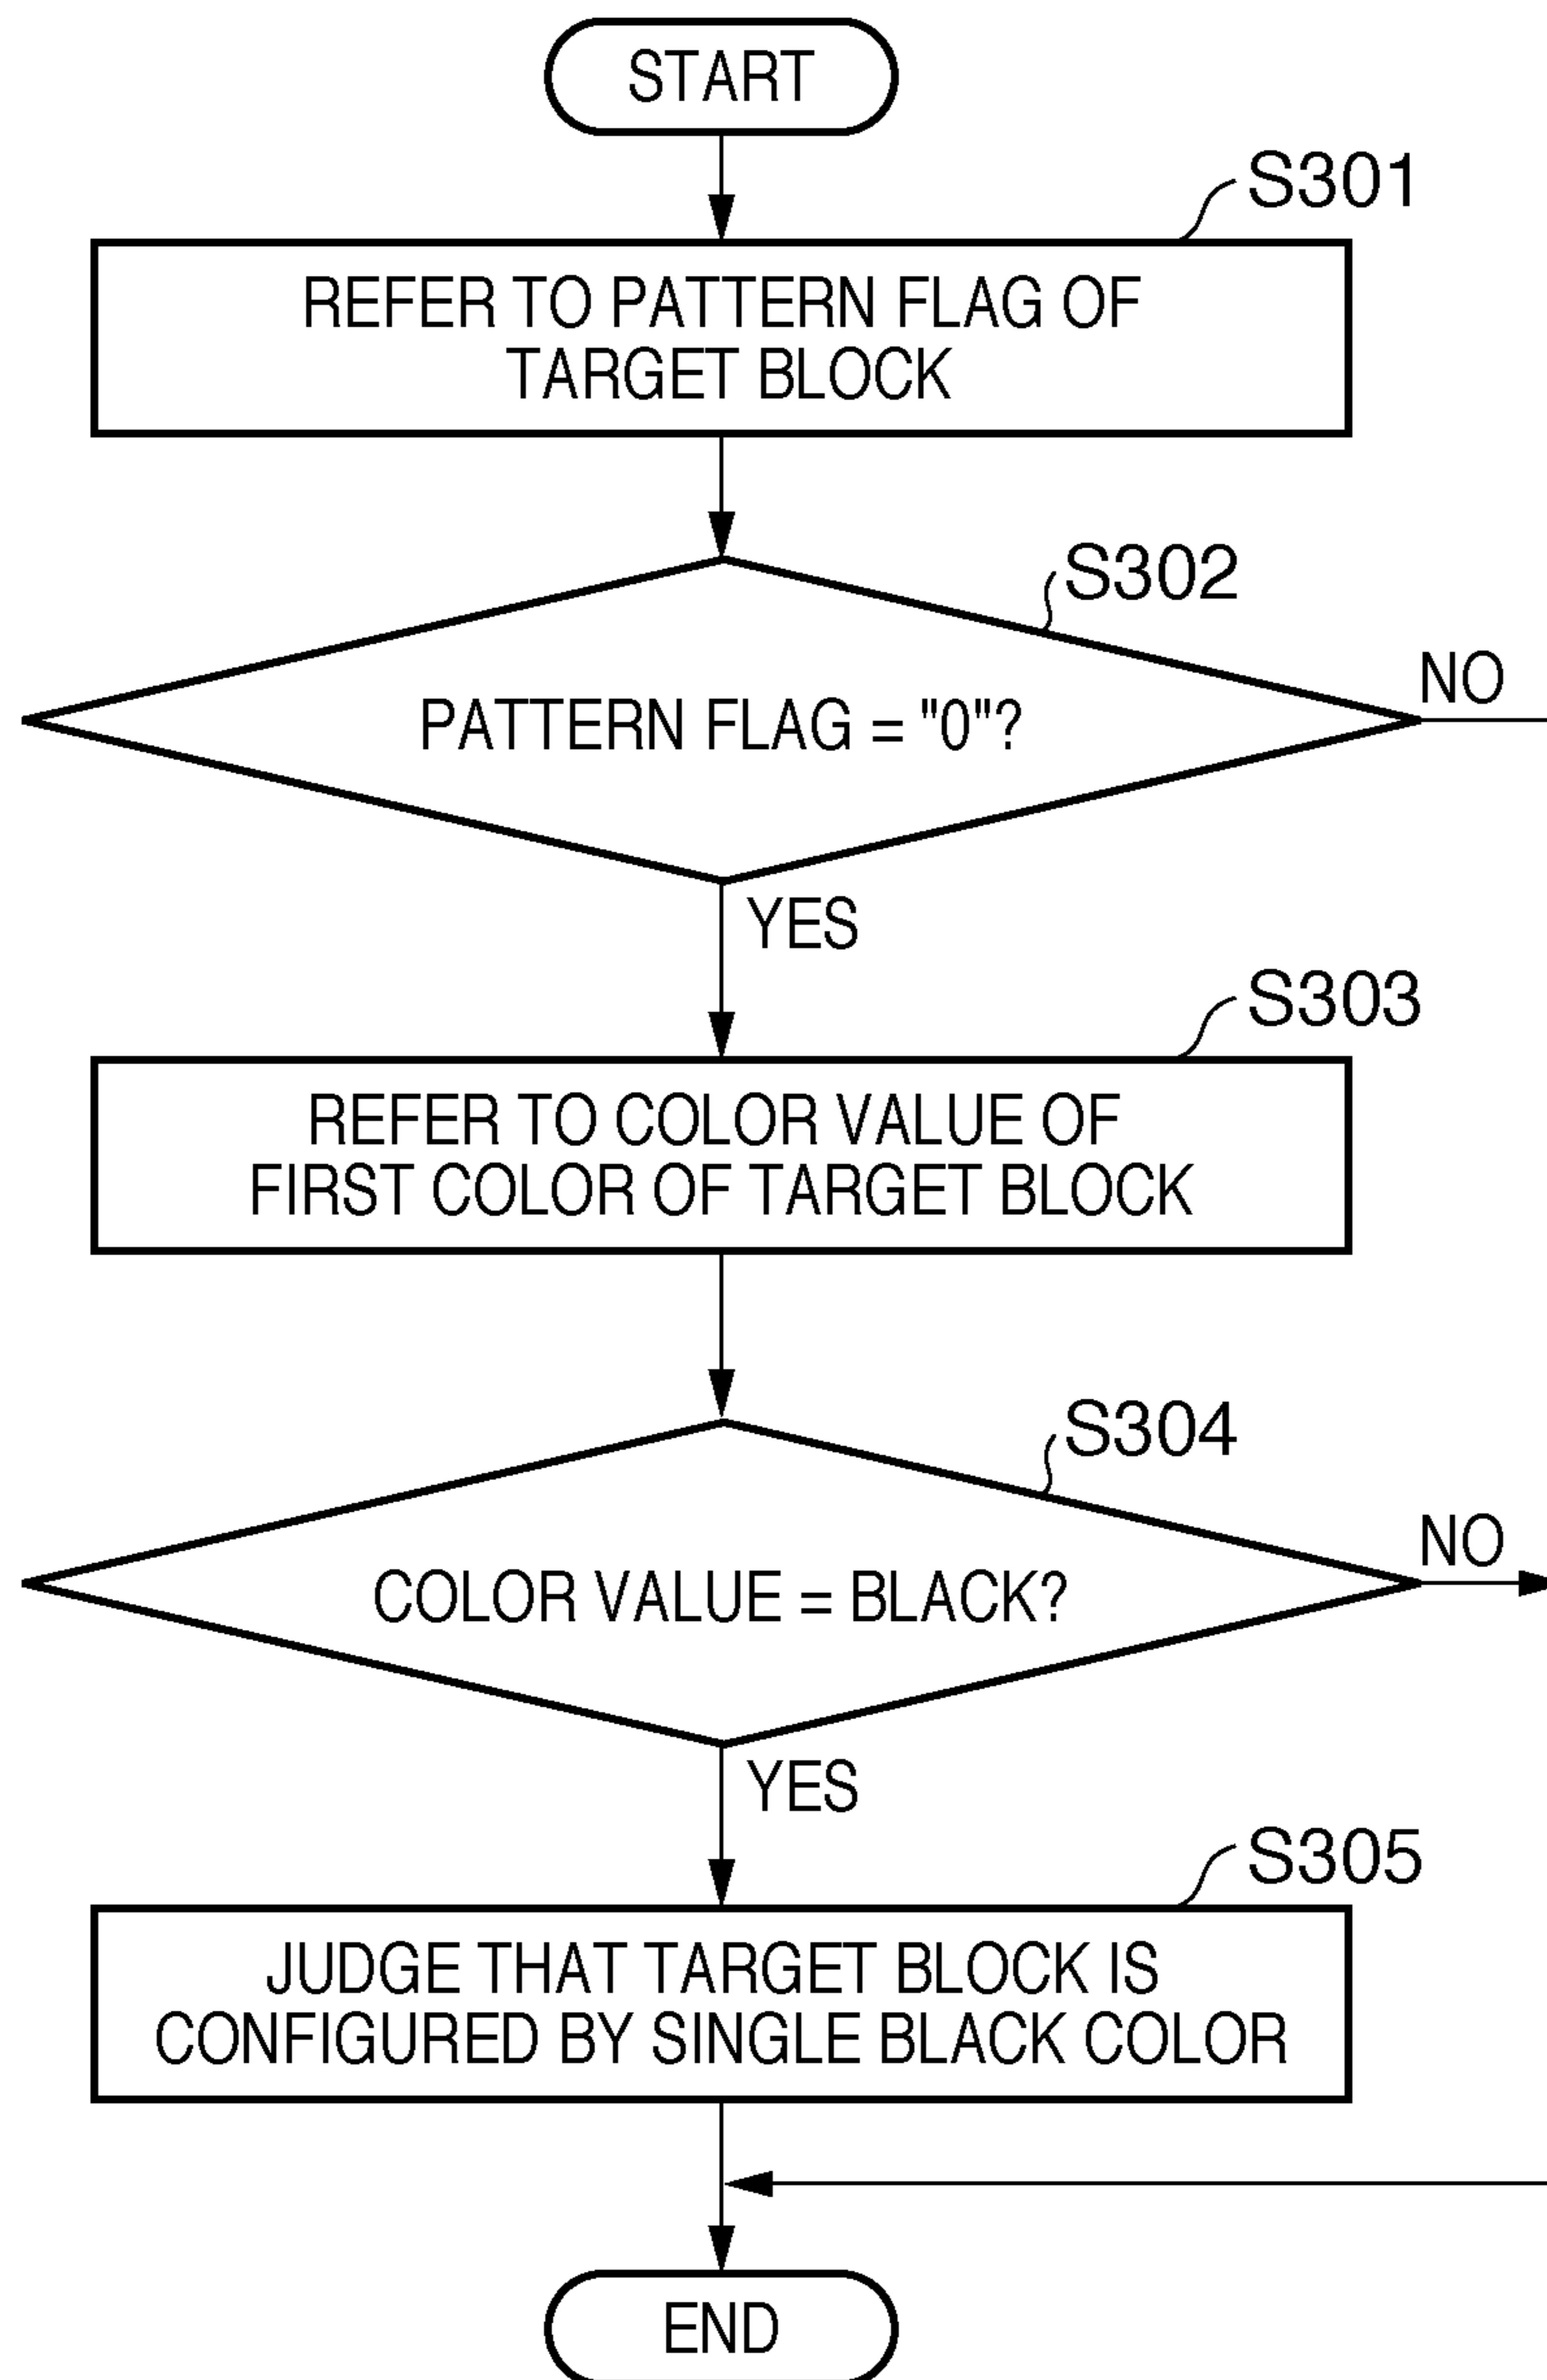 START
S301
REFER TO PATTERN FLAG OF
TARGET BLOCK
S302
NO
PATTERN FLAG = "0"?
YES
S303
REFER TO COLOR VALUE OF
FIRST COLOR OF TARGET BLOCK
S304
NO
COLOR VALUE = BLACK?
YES
S305
JUDGE THAT TARGET BLOCK IS
CONFIGURED BY SINGLE BLACK COLOR
END